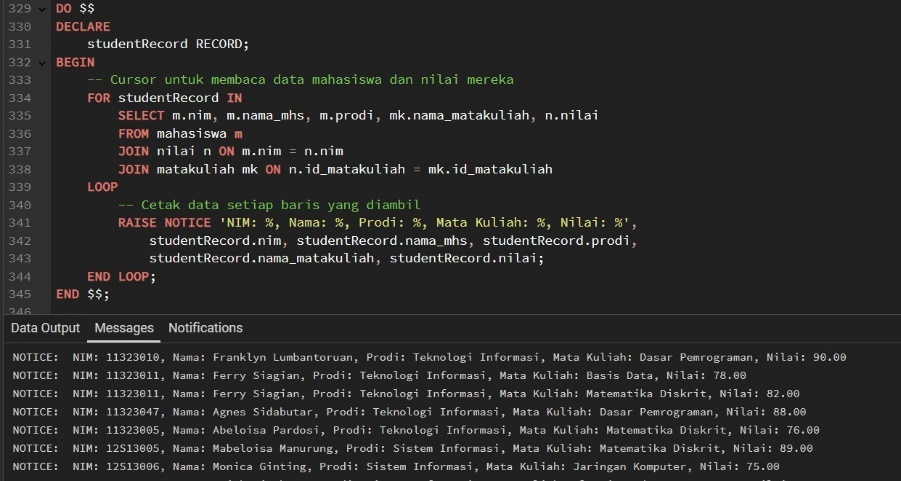 329 DO $$
330 DECLARE
331 studentRecord RECORD;
332 BEGIN
333 -- Cursor untuk membaca data mahasiswa dan nilai mereka
334 FOR studentRecord IN
335 SELECT m.nim, m.nama_mhs, m.prodi, mk.nama_matakuliah, n.nilai
336 FROM mahasiswa m
337 JOIN nilai n ON m.nim = n.nim
338 JOIN matakuliah mk ON n.id_matakuliah = mk.id_matakuliah
339 LOOP
340 -- Cetak data setiap baris yang diambil
341 RAISE NOTICE 'NIM: %, Nama: %, Prodi: %, Mata Kuliah: %, Nilai: %',
342 studentRecord.nim, studentRecord.nama_mhs, studentRecord.prodi,
343 studentRecord.nama_matakuliah, studentRecord.nilai;
344 END LOOP;
345 END $$;
346
Data Output Messages Notifications
NOTICE: NIM: 11323010, Nama: Franklyn Lumbantoruan, Prodi: Teknologi Informasi, Mata Kuliah: Dasar Pemrograman, Nilai: 90.00
NOTICE: NIM: 11323011, Nama: Ferry Siagian, Prodi: Teknologi Informasi, Mata Kuliah: Basis Data, Nilai: 78.00
NOTICE: NIM: 11323011, Nama: Ferry Siagian, Prodi: Teknologi Informasi, Mata Kuliah: Matematika Diskrit, Nilai: 82.00
NOTICE: NIM: 11323047, Nama: Agnes Sidabutar, Prodi: Teknologi Informasi, Mata Kuliah: Dasar Pemrograman, Nilai: 88.00
NOTICE: NIM: 11323005, Nama: Abeloisa Pardosi, Prodi: Teknologi Informasi, Mata Kuliah: Matematika Diskrit, Nilai: 76.00
NOTICE: NIM: 12S13005, Nama: Mabeloisa Manurung, Prodi: Sistem Informasi, Mata Kuliah: Matematika Diskrit, Nilai: 89.00
NOTICE: NIM: 12S13006, Nama: Monica Ginting, Prodi: Sistem Informasi, Mata Kuliah: Jaringan Komputer, Nilai: 75.00